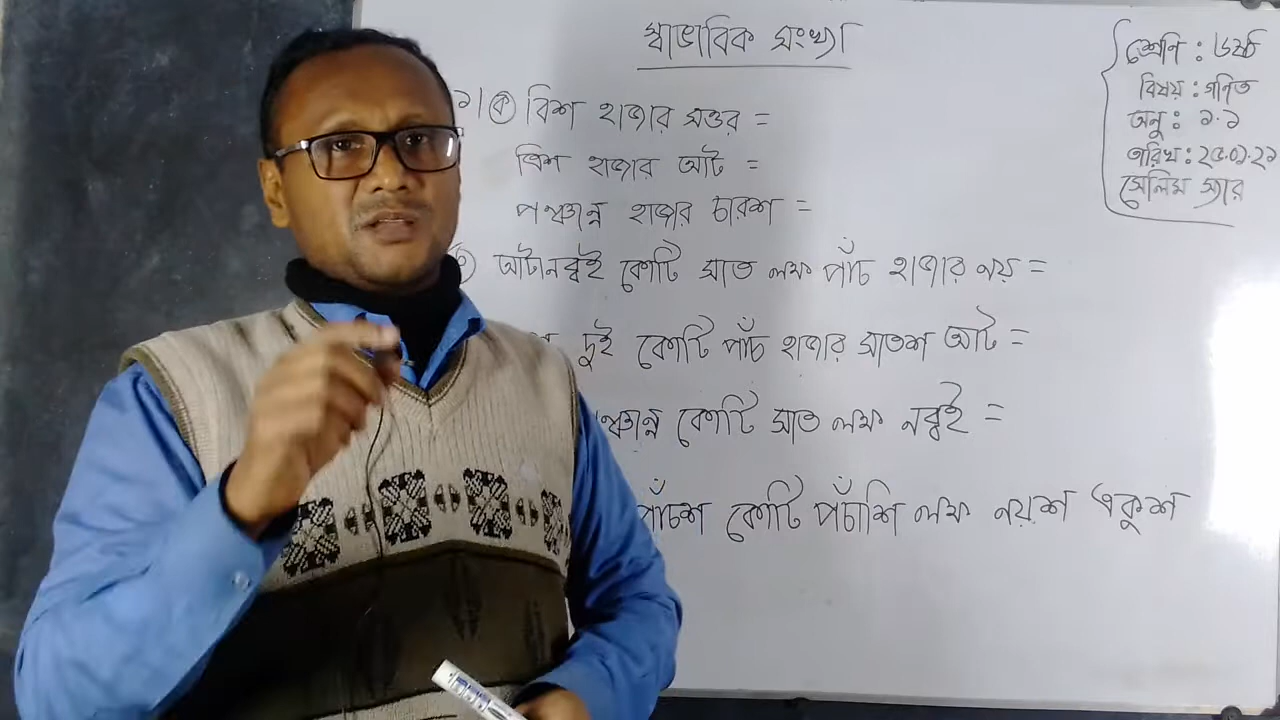 স্বাভাবিক সংখ্যা
শ্রেণি : ৬ষ্ঠ
বিষয় : গণিত
অনু : ১.১
তারিখ : ২৫.০১.২১
সেলিম স্যার
১। ক বিশ হাজার সত্তর =
ত্রিশ হাজার আট =
পঞ্চান্ন হাজার চারশ =
আটানব্বই কোটি সাত লক্ষ পাঁচ হাজার নয় =
দুই কোটি পাঁচ হাজার সাতশ আট =
কোটি সাত লক্ষ নব্বই =
পাঁচশ কোটি পঁচাশি লক্ষ নয়শ একুশ